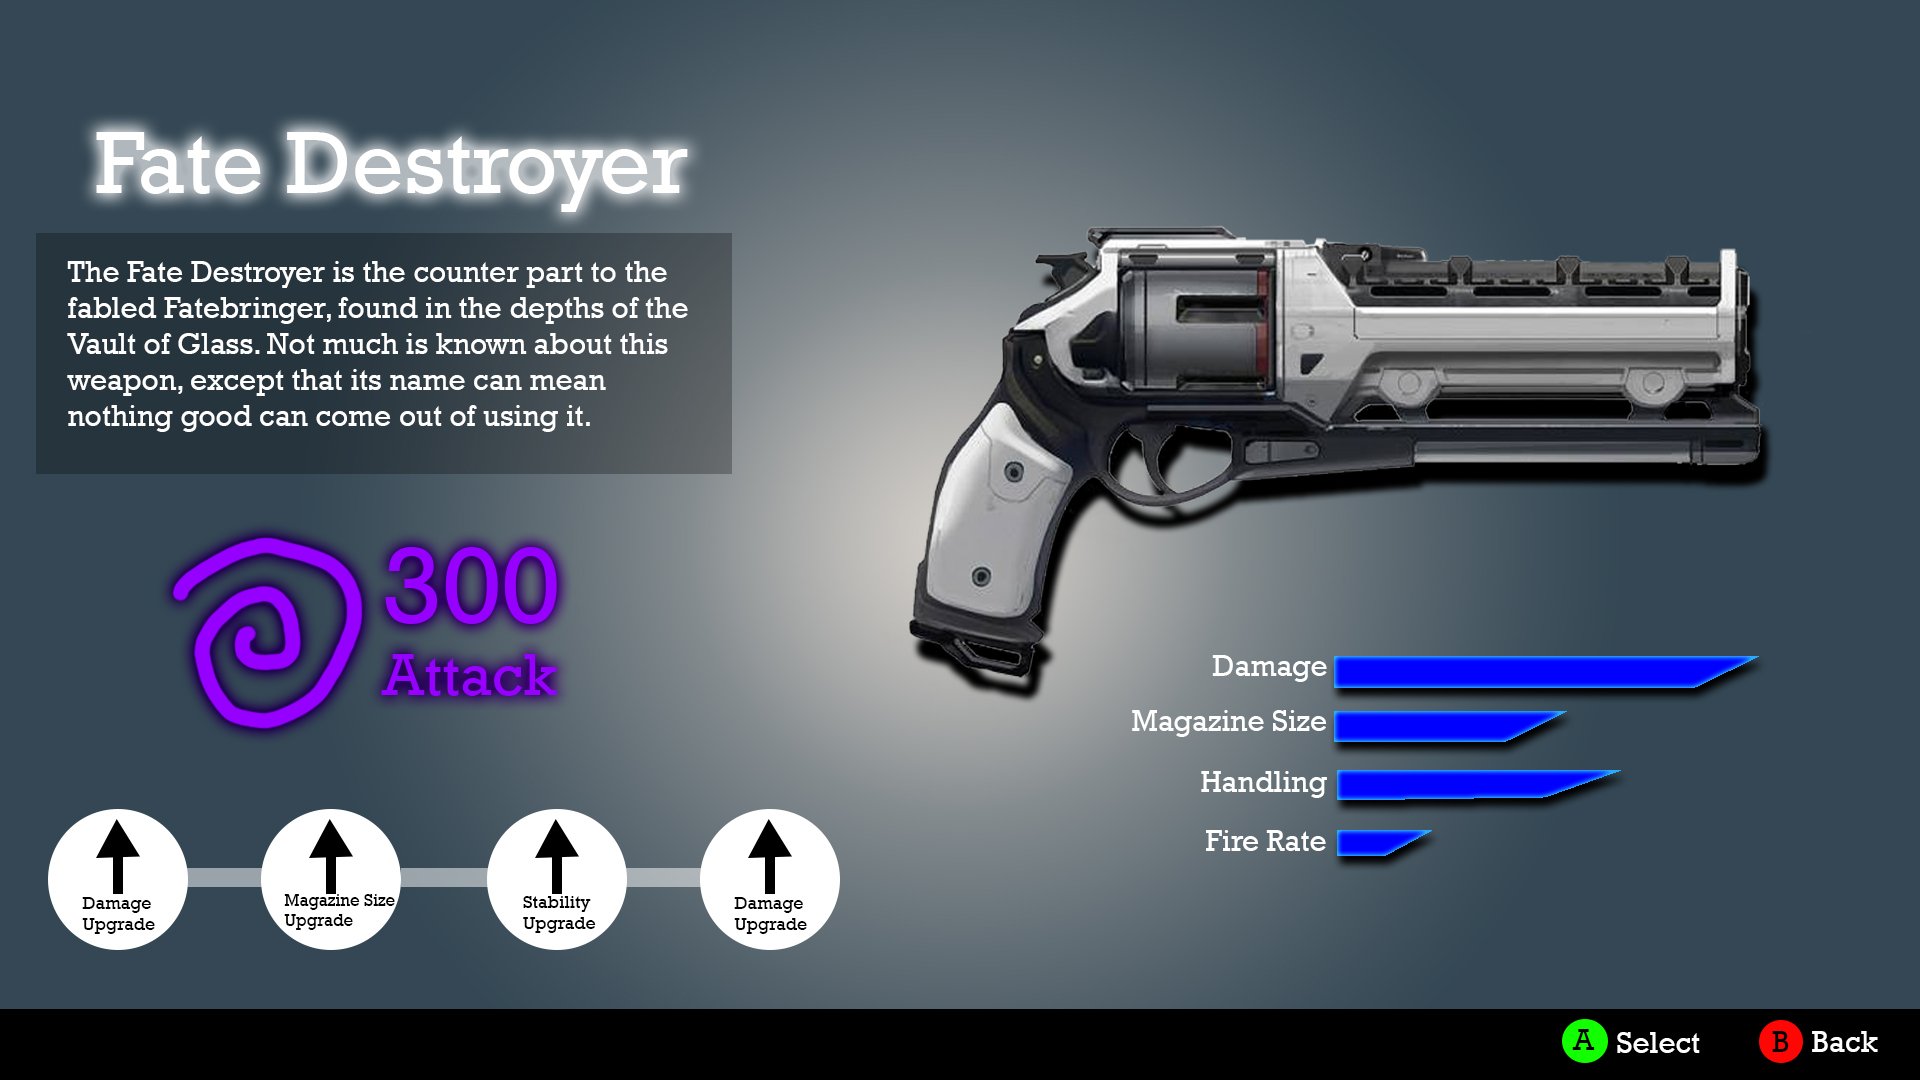 Fate Destroyer
The Fate Destroyer is the counter part to the
fabled Fatebringer, found in the depths of the
Vault of Glass. Not much is known about this
weapon, except that its name can mean
nothing good can come out of using it.
300
Attack
Damage
Magazine Size
Handling
Fire Rate
Damage
Upgrade
Magazine Size
Upgrade
Stability
Upgrade
Damage
Upgrade
A Select
B Back